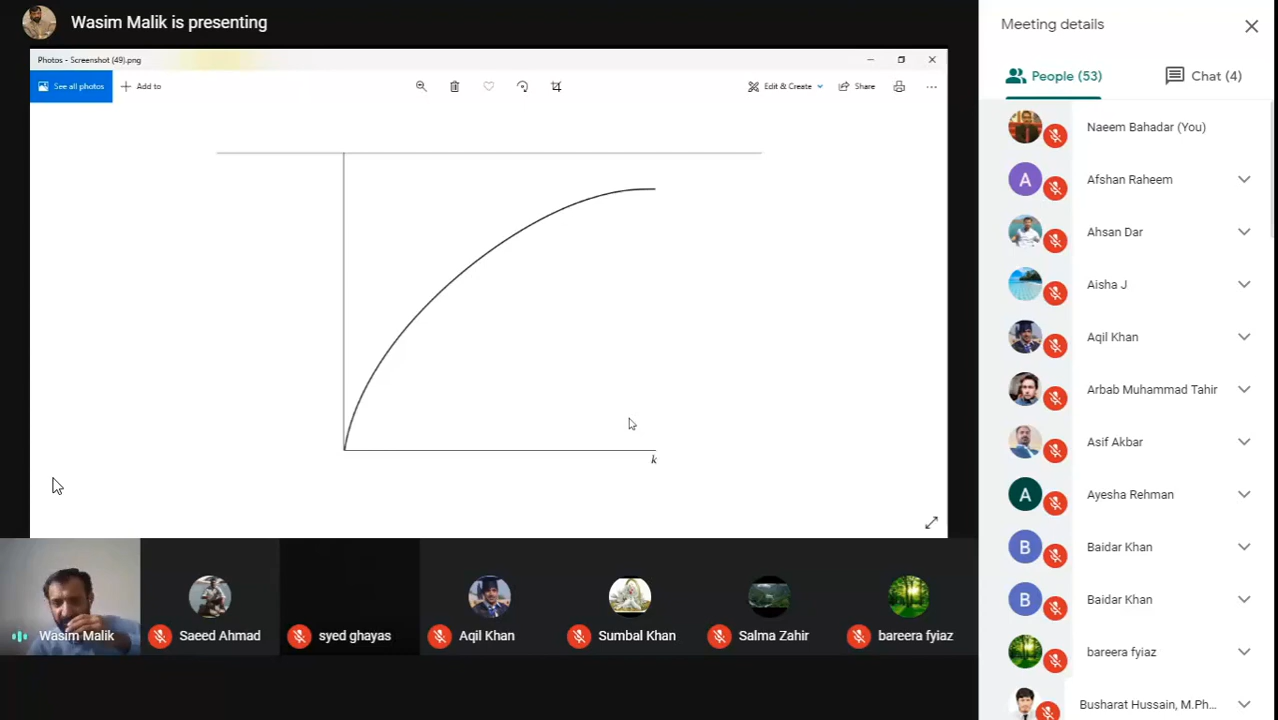 Wasim Malik is presenting
Photos - Screenshot (49).png
See all photos
Add to
Edit & Create
Share
k
Wasim Malik
Saeed Ahmad
syed ghayas
Aqil Khan
Sumbal Khan
Salma Zahir
bareera fyiaz
Meeting details
People (53)
Chat (4)
Naeem Bahadar (You)
A
Afshan Raheem
Ahsan Dar
Aisha J
Aqil Khan
Arbab Muhammad Tahir
Asif Akbar
A
Ayesha Rehman
B
Baidar Khan
B
Baidar Khan
bareera fyiaz
Busharat Hussain, M.Ph...